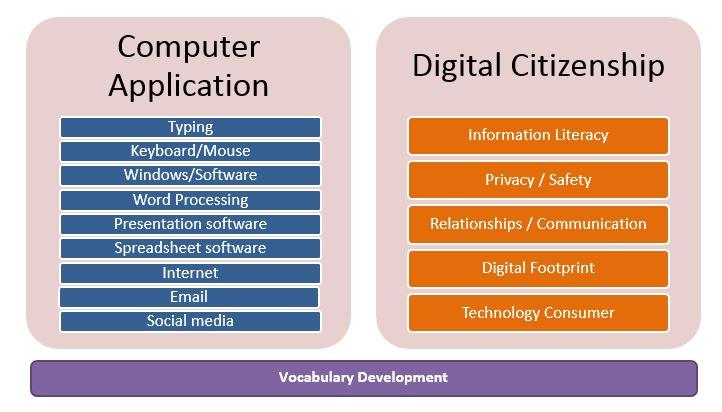 Computer
Application
Typing
Keyboard/Mouse
Windows/Software
Word Processing
Presentation software
Spreadsheet software
Internet
Email
Social media
Digital Citizenship
Information Literacy
Privacy / Safety
Relationships / Communication
Digital Footprint
Technology Consumer
Vocabulary Development